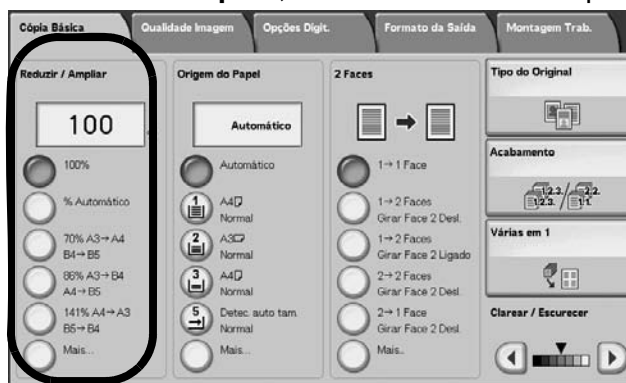 Cópia Básica
Qualidade Imagem
Opções Digit.
Formato da Saída
Montagem Trab.
Reduzir / Ampliar
100
100%
% Automático
70% A3→A4
B4→B5
86% A3→B4
A4→B5
141% A4→A3
B5→B4
Mais...
Origem do Papel
Automático
Automático
1
A4
Normal
2
A3
Normal
3
A4
Normal
5
Detec. auto tam.
Normal
Mais...
2 Faces
1→1 Face
1→2 Faces
Girar Face 2 Desl.
1→2 Faces
Girar Face 2 Ligado
2→2 Faces
Girar Face 2 Desl.
2→1 Face
Girar Face 2 Desl.
Mais..
Tipo do Original
Acabamento
Várias em 1
Clarear / Escurecer